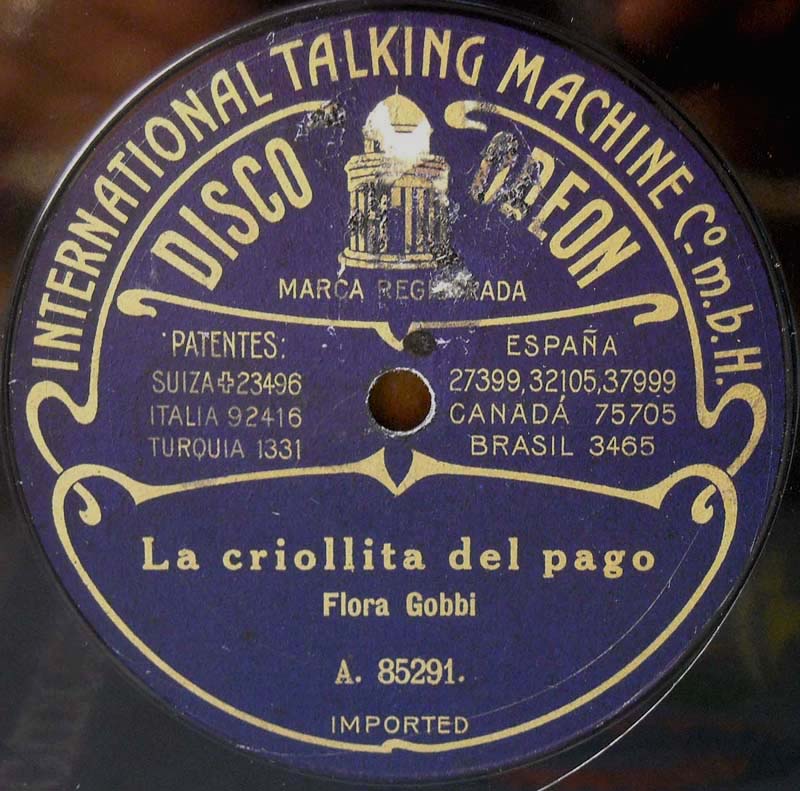 INTERNATIONAL TALKING MACHINE Cº m.b.H.
DISCO ODEON
MARCA REGISTRADA
PATENTES:
SUIZA✚23496
ITALIA 92416
TURQUIA 1331
ESPAÑA
27399,32105,37999
CANADÁ 75705
BRASIL 3465
La criollita del pago
Flora Gobbi
A. 85291.
IMPORTED